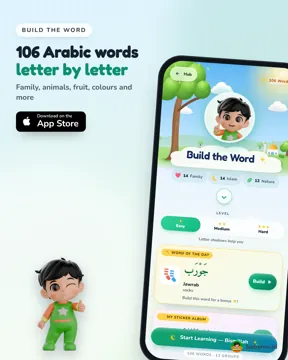 BUILD THE WORD
106 Arabic words
letter by letter
Family, animals, fruit, colours and
more
Download on the
App Store
Hub
Build the Word
14 Family
14 Islam
12 Nature
LEVEL
Easy
Medium
Hard
Letter outlines help you
WORD OF THE DAY
جَوْرَب
Jawrab
socks
Build this word for a bonus
Build
MY STICKER ALBUM
Start Learning —
106 WORDS · 12 GROUPS